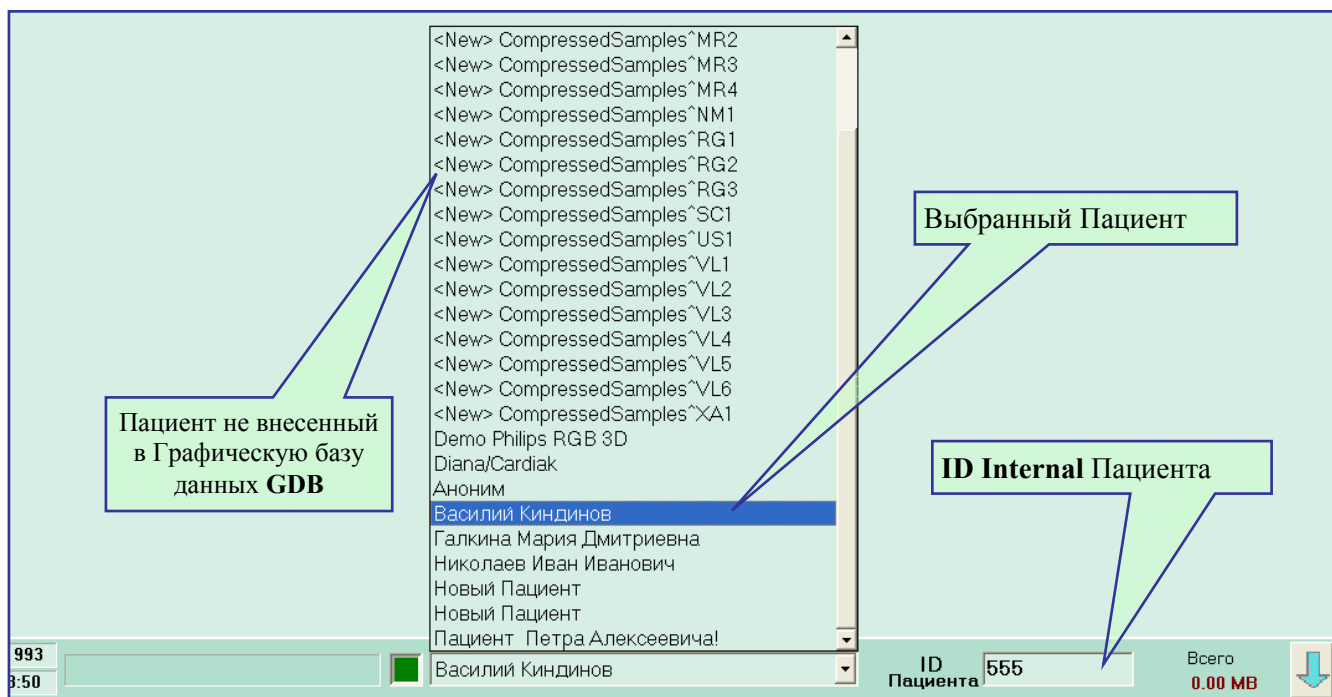 <New> CompressedSamples^MR2
<New> CompressedSamples^MR3
<New> CompressedSamples^MR4
<New> CompressedSamples^NM1
<New> CompressedSamples^RG1
<New> CompressedSamples^RG2
<New> CompressedSamples^RG3
<New> CompressedSamples^SC1
<New> CompressedSamples^US1
<New> CompressedSamples^VL1
<New> CompressedSamples^VL2
<New> CompressedSamples^VL3
<New> CompressedSamples^VL4
<New> CompressedSamples^VL5
<New> CompressedSamples^VL6
<New> CompressedSamples^XA1
Demo Philips RGB 3D
Diana/Cardiak
Аноним
Василий Киндинов
Галкина Мария Дмитриевна
Николаев Иван Иванович
Новый Пациент
Новый Пациент
Пациент Петра Алексеевича!
Выбранный Пациент
Пациент не внесенный
в Графическую базу
данных GDB
ID Internal Пациента
993
3:50
Василий Киндинов
ID
Пациента
555
Всего
0.00 MB